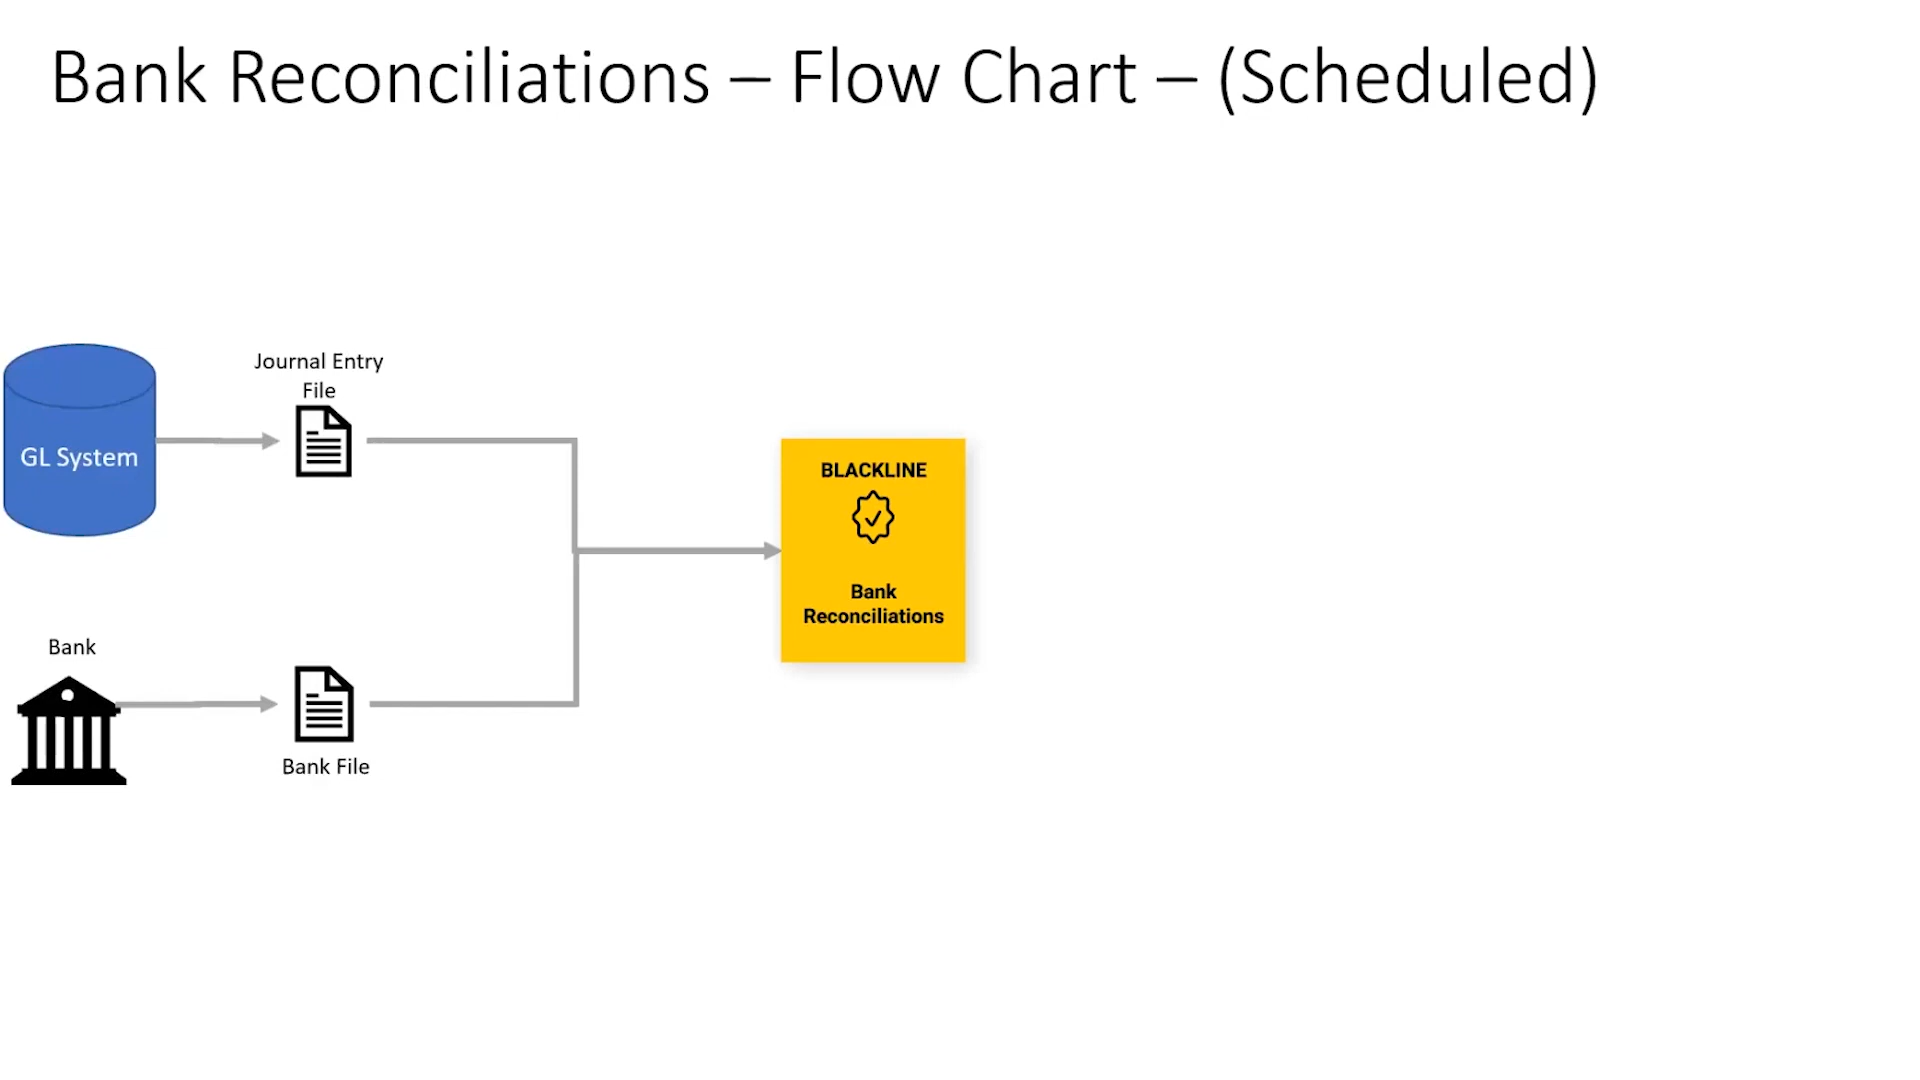 Bank Reconciliations – Flow Chart – (Scheduled)
Journal Entry
File
GL System
BLACKLINE
Bank
Reconciliations
Bank
Bank File